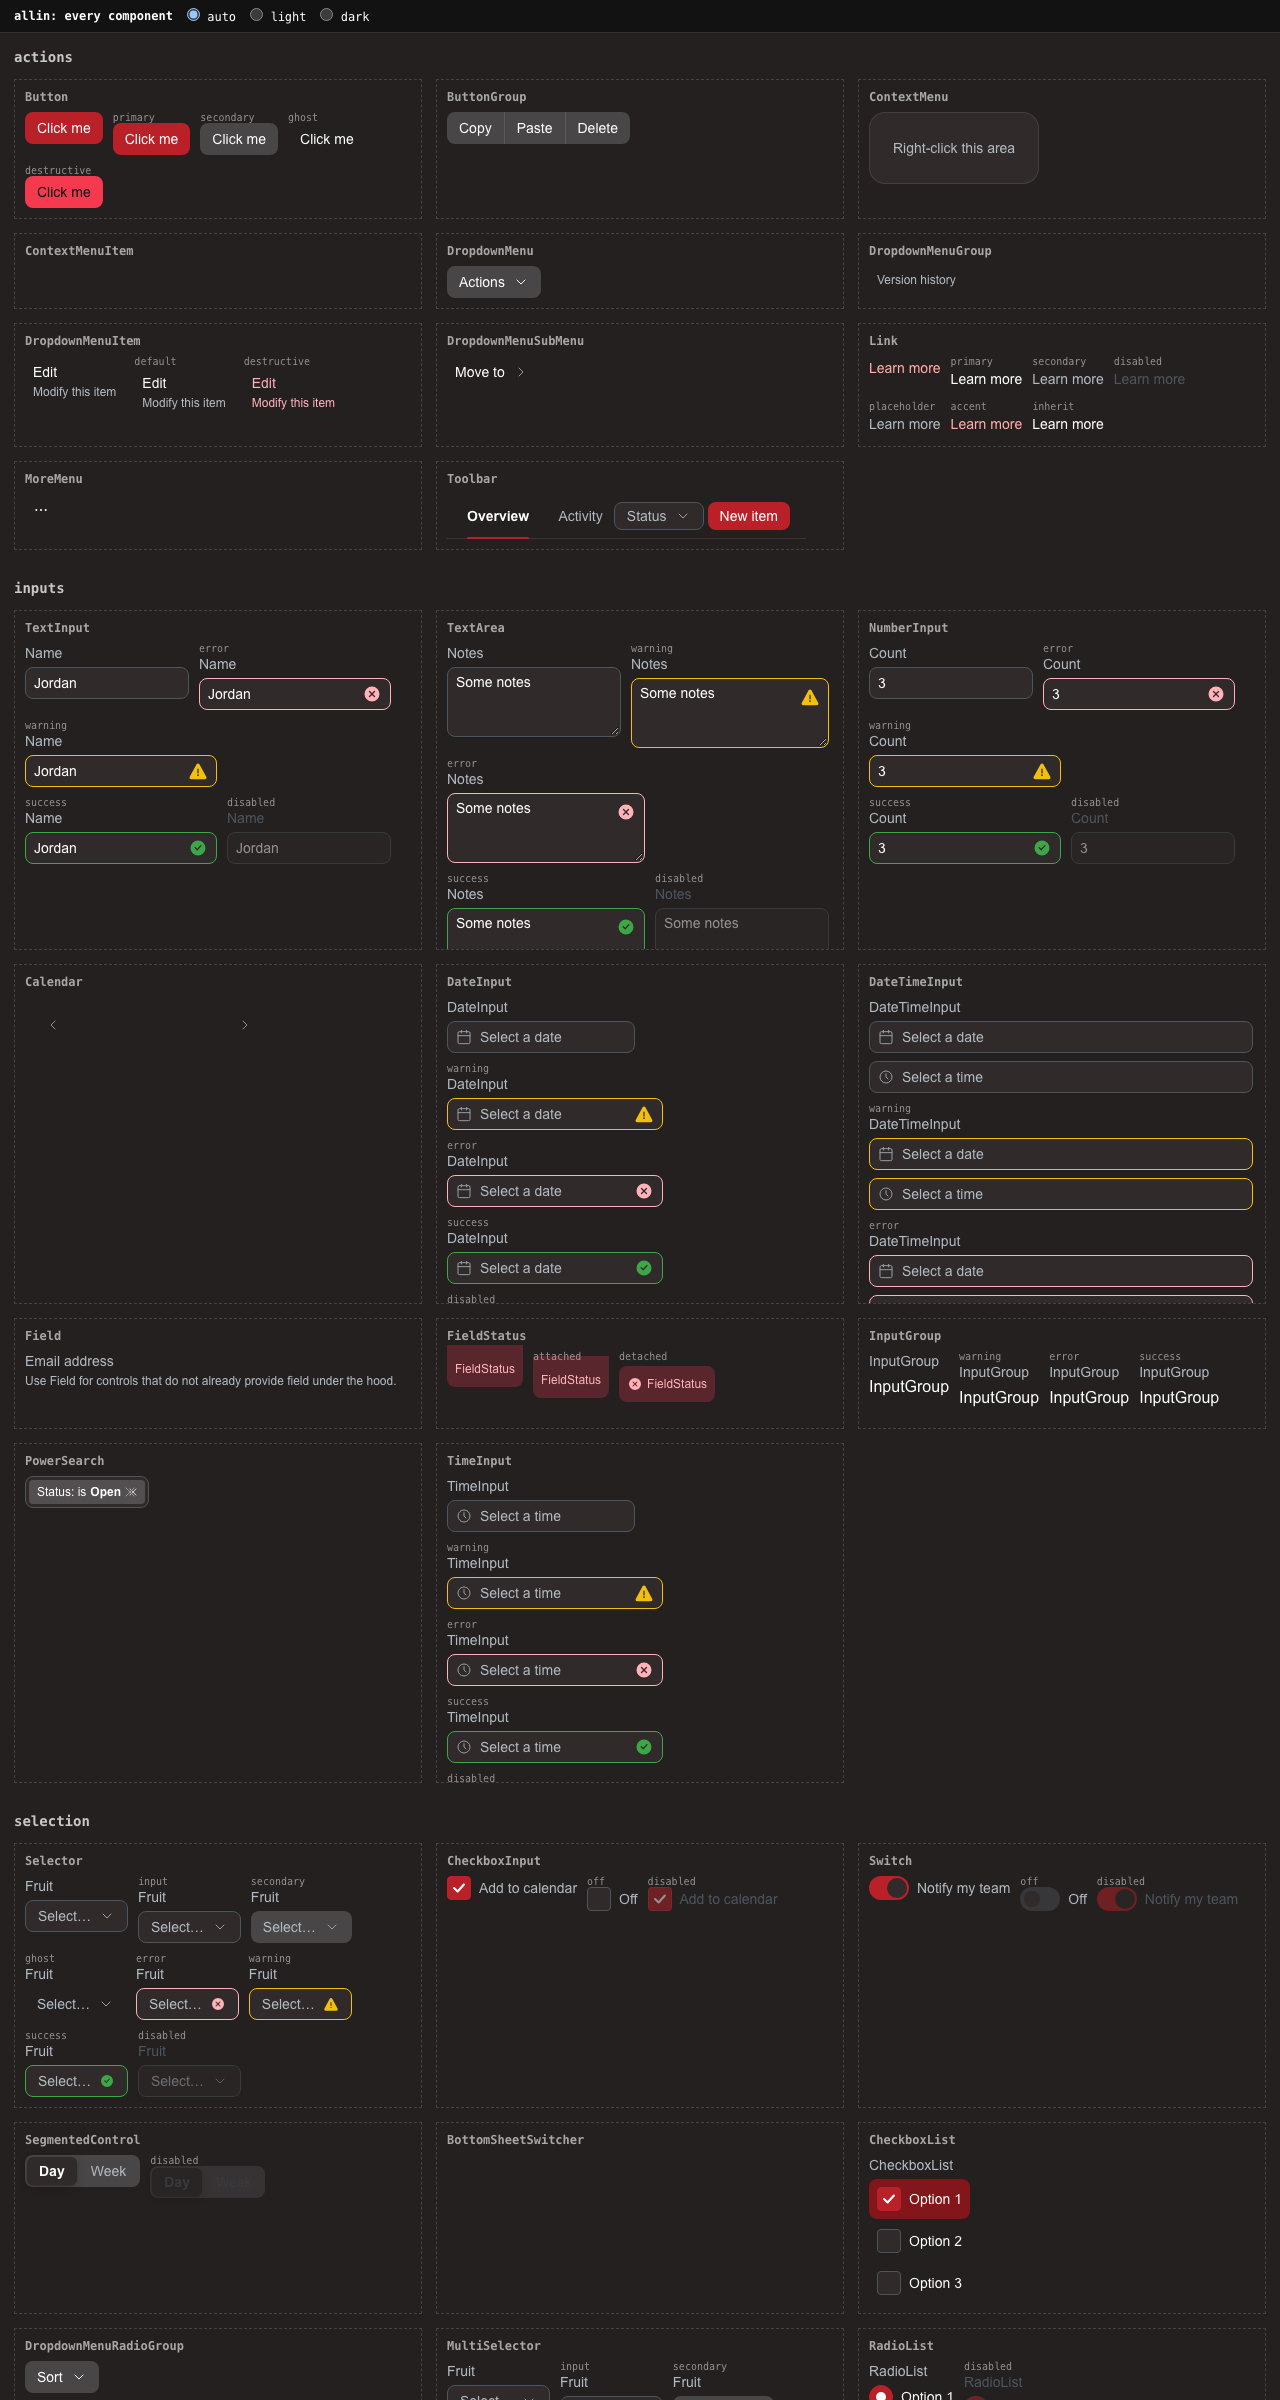 allin: every component auto light dark
actions
Button
Click me
primary
Click me
secondary
Click me
ghost
Click me
destructive
Click me
ButtonGroup
Copy Paste Delete
ContextMenu
Right-click this area
ContextMenuItem
DropdownMenu
Actions
DropdownMenuGroup
Version history
DropdownMenuItem
Edit
Modify this item
default
Edit
Modify this item
destructive
Edit
Modify this item
DropdownMenuSubMenu
Move to
Link
Learn more
primary
Learn more
secondary
Learn more
disabled
Learn more
placeholder
Learn more
accent
Learn more
inherit
Learn more
MoreMenu
...
Toolbar
Overview Activity Status New item
inputs
TextInput
Name
Jordan
error
Name
Jordan
warning
Name
Jordan
success
Name
Jordan
disabled
Name
Jordan
TextArea
Notes
Some notes
warning
Notes
Some notes
error
Notes
Some notes
success
Notes
Some notes
disabled
Notes
Some notes
NumberInput
Count
3
error
Count
3
warning
Count
3
success
Count
3
disabled
Count
3
Calendar
DateInput
DateInput
Select a date
warning
DateInput
Select a date
error
DateInput
Select a date
success
DateInput
Select a date
disabled
DateTimeInput
DateTimeInput
Select a date
Select a time
warning
DateTimeInput
Select a date
Select a time
error
DateTimeInput
Select a date
Field
Email address
Use Field for controls that do not already provide field under the hood.
FieldStatus
FieldStatus
attached
FieldStatus
detached
FieldStatus
InputGroup
InputGroup
InputGroup
warning
InputGroup
InputGroup
error
InputGroup
InputGroup
success
InputGroup
InputGroup
PowerSearch
Status: is Open
TimeInput
TimeInput
Select a time
warning
TimeInput
Select a time
error
TimeInput
Select a time
success
TimeInput
Select a time
disabled
selection
Selector
Fruit
Select...
input
Fruit
Select...
secondary
Fruit
Select...
ghost
Fruit
Select...
error
Fruit
Select...
warning
Fruit
Select...
success
Fruit
Select...
disabled
Fruit
Select...
CheckboxInput
Add to calendar
off
Off
disabled
Add to calendar
Switch
Notify my team
off
Off
disabled
Notify my team
SegmentedControl
Day Week
disabled
Day
BottomSheetSwitcher
CheckboxList
CheckboxList
Option 1
Option 2
Option 3
DropdownMenuRadioGroup
Sort
MultiSelector
Fruit
Select...
input
Fruit
secondary
Fruit
RadioList
RadioList
Option 1
disabled
RadioList